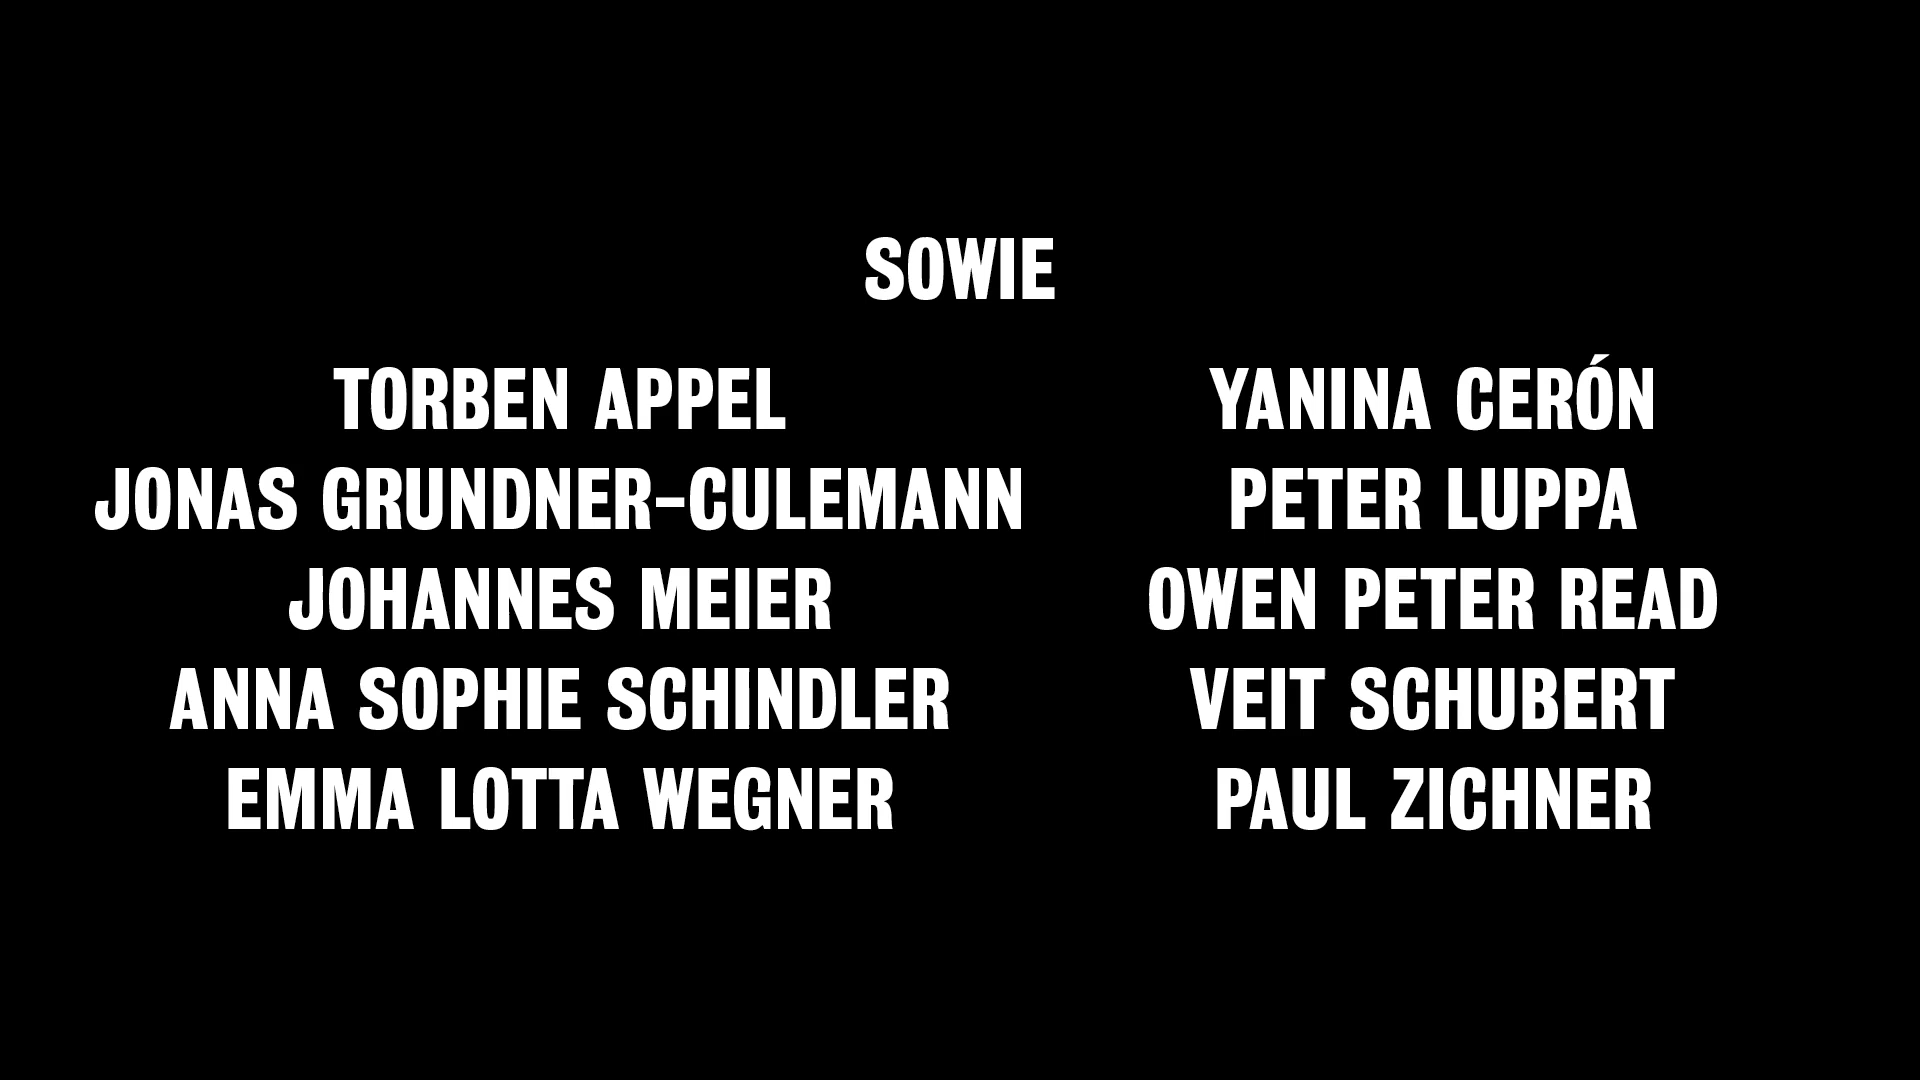 SOWIE
TORBEN APPEL
YANINA CERÓN
JONAS GRUNDNER-CULEMANN
PETER LUPPA
JOHANNES MEIER
OWEN PETER READ
ANNA SOPHIE SCHINDLER
VEIT SCHUBERT
EMMA LOTTA WEGNER
PAUL ZICHNER